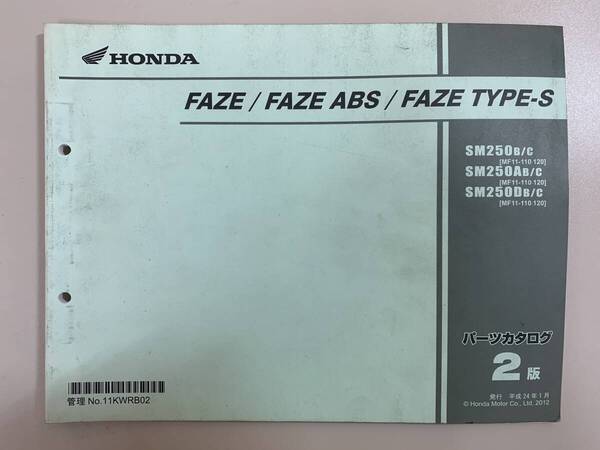 HONDA
FAZE / FAZE ABS / FAZE TYPE-S
SM250B/C
[MF11-110 120]
SM250AB/C
[MF11-110 120]
SM250DB/C
[MF11-110 120]
パーツカタログ
2版
発行 平成24年1月
© Honda Motor Co., Ltd. 2012
管理 No.11KWRB02